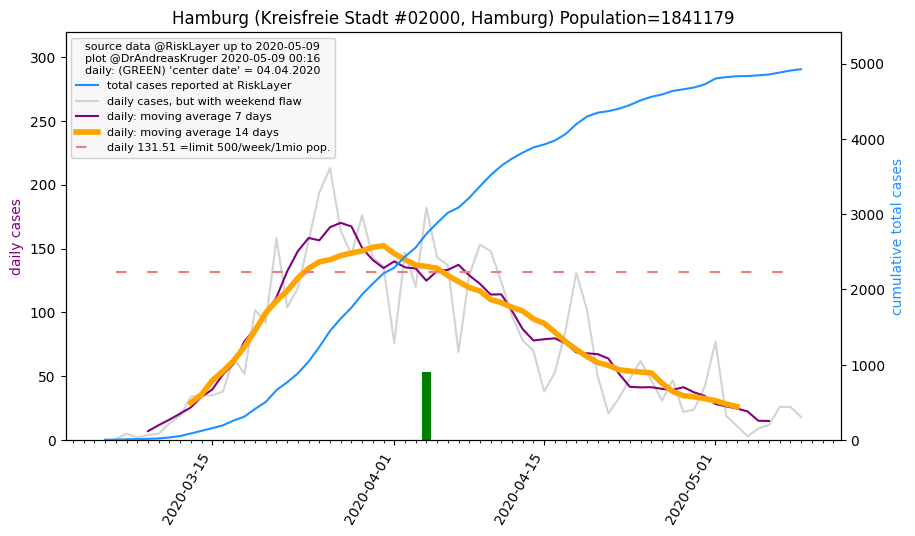 Hamburg (Kreisfreie Stadt #02000, Hamburg) Population=1841179
source data @RiskLayer up to 2020-05-09
plot @DrAndreasKruger 2020-05-09 00:16
daily: (GREEN) 'center date' = 04.04.2020
total cases reported at RiskLayer
daily cases, but with weekend flaw
daily: moving average 7 days
daily: moving average 14 days
daily 131.51 =limit 500/week/1mio pop.
daily cases
300
250
200
150
100
50
0
5000
4000
3000
2000
1000
0
cumulative total cases
2020-03-15
2020-04-01
2020-04-15
2020-05-01